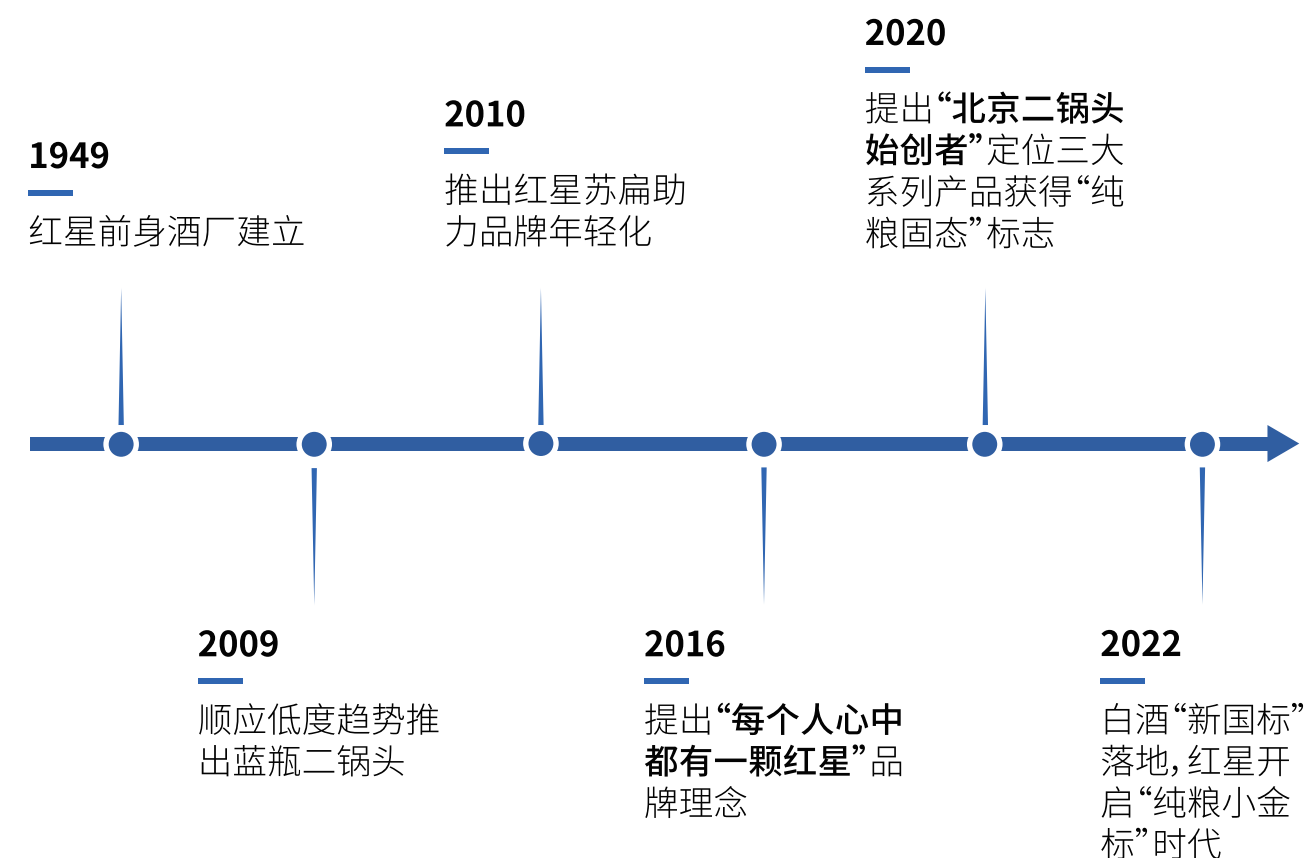 1949
红星前身酒厂建立
2009
顺应低度趋势推
出蓝瓶二锅头
2010
推出红星苏扁助
力品牌年轻化
2016
提出“每个人心中
都有一颗红星”品
牌理念
2020
提出“北京二锅头
始创者”定位三大
系列产品获得“纯
粮固态”标志
2022
白酒“新国标”
落地,红星开
启“纯粮小金
标”时代